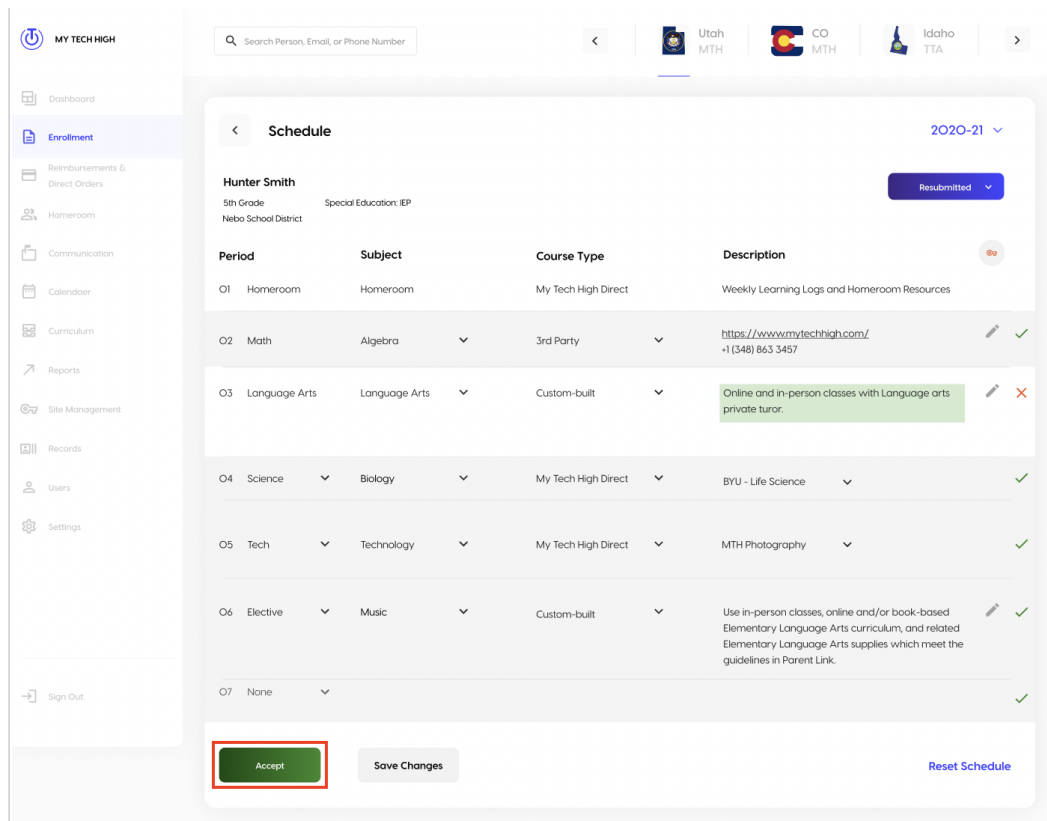 MY TECH HIGH
Search Person, Email, or Phone Number
Utah
MTH
CO
MTH
Idaho
TTA
Dashboard
Enrollment
Reimbursements &
Direct Orders
Homeroom
Communication
Calendaer
Curriculum
Reports
Site Management
Records
Users
Settings
Sign Out
Schedule
2020-21
Hunter Smith
5th Grade Special Education: IEP
Nebo School District
Resubmitted
Period Subject Course Type Description
01 Homeroom Homeroom My Tech High Direct Weekly Learning Logs and Homeroom Resources
02 Math Algebra 3rd Party https://www.mytechhigh.com/
+1 (348) 863 3457
03 Language Arts Language Arts Custom-built Online and in-person classes with Language arts
private turor.
04 Science Biology My Tech High Direct BYU - Life Science
05 Tech Technology My Tech High Direct MTH Photography
06 Elective Music Custom-built Use in-person classes, online and/or book-based
Elementary Language Arts curriculum, and related
Elementary Language Arts supplies which meet the
guidelines in Parent Link.
07 None
Accept Save Changes Reset Schedule